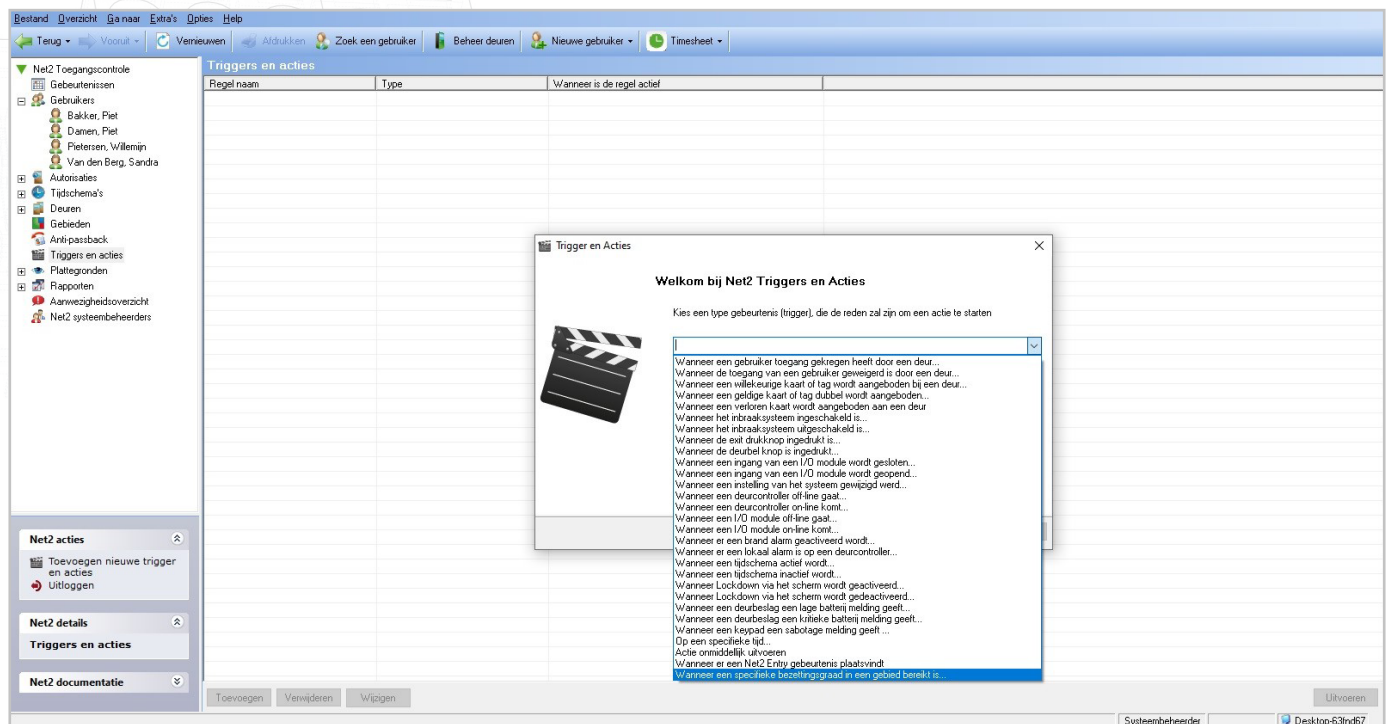 Bestand Overzicht Ga naar Extra's Opties Help
Terug Vooruit Vernieuwen Afdrukken Zoek een gebruiker Beheer deuren Nieuwe gebruiker Timesheet
Net2 Toegangscontrole
Gebeurtenissen
Gebruikers
Bakker, Piet
Damen, Piet
Pietersen, Willemijn
Van den Berg, Sandra
Autorisaties
Tijdschema's
Deuren
Gebieden
Anti-passback
Triggers en acties
Plattegronden
Rapporten
Aanwezigheidsoverzicht
Net2 systeembeheerders
Net2 acties
Toevoegen nieuwe trigger
en acties
Uitloggen
Net2 details
Triggers en acties
Net2 documentatie
Triggers en acties
Regel naam Type Wanneer is de regel actief
Trigger en Acties
Welkom bij Net2 Triggers en Acties
Kies een type gebeurtenis (trigger), die de reden zal zijn om een actie te starten
Wanneer een gebruiker toegang gekregen heeft door een deur...
Wanneer de toegang van een gebruiker geweigerd is door een deur...
Wanneer een willekeurige kaart of tag wordt aangeboden bij een deur...
Wanneer een geldige kaart of tag dubbel wordt aangeboden...
Wanneer een verloren kaart wordt aangeboden aan een deur
Wanneer het inbraaksysteem ingeschakeld is...
Wanneer het inbraaksysteem uitgeschakeld is...
Wanneer de exit drukknop ingedrukt is...
Wanneer de deurbel knop is ingedrukt...
Wanneer een ingang van een I/O module wordt gesloten...
Wanneer een ingang van een I/O module wordt geopend...
Wanneer een instelling van het systeem gewijzigd werd...
Wanneer een deurcontroller off-line gaat...
Wanneer een deurcontroller on-line komt...
Wanneer een I/O module off-line gaat...
Wanneer een I/O module on-line komt...
Wanneer er een brand alarm geactiveerd wordt...
Wanneer er een lokaal alarm is op een deurcontroller...
Wanneer een tijdschema actief wordt...
Wanneer een tijdschema inactief wordt...
Wanneer Lockdown via het scherm wordt geactiveerd...
Wanneer Lockdown via het scherm wordt gedeactiveerd...
Wanneer een deurbeslag een lage batterij melding geeft...
Wanneer een deurbeslag een kritieke batterij melding geeft...
Wanneer een keypad een sabotage melding geeft ...
Op een specifieke tijd...
Actie onmiddellijk uitvoeren
Wanneer er een Net2 Entry gebeurtenis plaatsvindt
Wanneer een specifieke bezettingsgraad in een gebied bereikt is...
Toevoegen Verwijderen Wijzigen Uitvoeren
Systeembeheerder Desktop-63fnd67